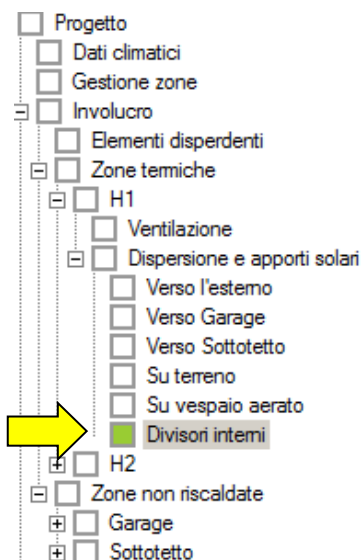 Progetto
Dati climatici
Gestione zone
Involucro
Elementi disperdenti
Zone termiche
H1
Ventilazione
Dispersione e apporti solari
Verso l'esterno
Verso Garage
Verso Sottotetto
Su terreno
Su vespaio aerato
Divisori interni
H2
Zone non riscaldate
Garage
Sottotetto